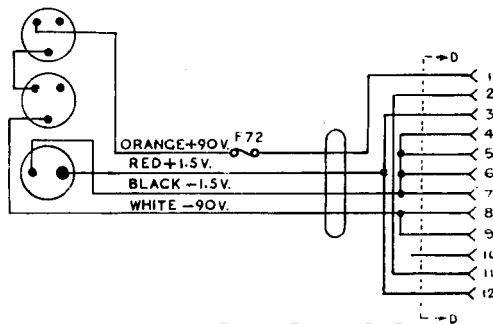 D
1
2
3
4
5
6
7
8
9
10
11
12
F72
ORANGE+90V.
RED+1.5V.
BLACK-1.5V.
WHITE-90V.
D